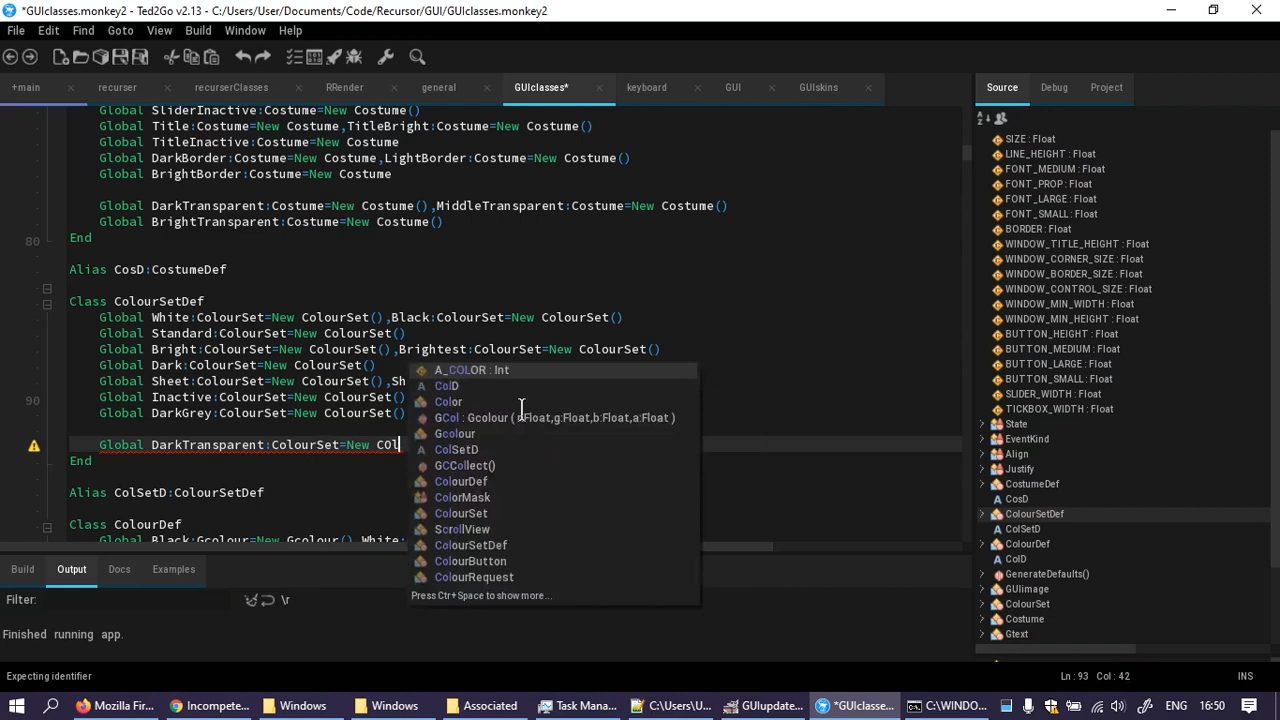 *GUIclasses.monkey2 - Ted2Go v2.13 - C:/Users/User/Documents/Code/Recursor/GUI/GUIclasses.monkey2
File Edit Find Goto View Build Window Help
+main recurser recurserClasses RRender general GUIclasses* keyboard GUI GUIskins
Source Debug Project
Global SliderInactive:Costume=New Costume()
Global Title:Costume=New Costume,TitleBright:Costume=New Costume()
Global TitleInactive:Costume=New Costume
Global DarkBorder:Costume=New Costume,LightBorder:Costume=New Costume()
Global BrightBorder:Costume=New Costume
Global DarkTransparent:Costume=New Costume(),MiddleTransparent:Costume=New Costume()
Global BrightTransparent:Costume=New Costume()
80 End
Alias CosD:CostumeDef
Class ColourSetDef
Global White:ColourSet=New ColourSet(),Black:ColourSet=New ColourSet()
Global Standard:ColourSet=New ColourSet()
Global Bright:ColourSet=New ColourSet(),Brightest:ColourSet=New ColourSet()
Global Dark:ColourSet=New ColourSet()
Global Sheet:ColourSet=New ColourSet(),Sh
90 Global Inactive:ColourSet=New ColourSet()
Global DarkGrey:ColourSet=New ColourSet()
Global DarkTransparent:ColourSet=New COl
End
Alias ColSetD:ColourSetDef
Class ColourDef
Global Black:Gcolour=New Gcolour(),White:
A_COLOR : Int
ColD
Color
GCol : Gcolour ( r:Float,g:Float,b:Float,a:Float )
Gcolour
ColSetD
GCCollect()
ColourDef
ColorMask
ColourSet
ScrollView
ColourSetDef
ColourButton
ColourRequest
Press Ctrl+Space to show more...
SIZE : Float
LINE_HEIGHT : Float
FONT_MEDIUM : Float
FONT_PROP : Float
FONT_LARGE : Float
FONT_SMALL : Float
BORDER : Float
WINDOW_TITLE_HEIGHT : Float
WINDOW_CORNER_SIZE : Float
WINDOW_BORDER_SIZE : Float
WINDOW_CONTROL_SIZE : Float
WINDOW_MIN_WIDTH : Float
WINDOW_MIN_HEIGHT : Float
BUTTON_HEIGHT : Float
BUTTON_MEDIUM : Float
BUTTON_LARGE : Float
BUTTON_SMALL : Float
SLIDER_WIDTH : Float
TICKBOX_WIDTH : Float
State
EventKind
Align
Justify
CostumeDef
CosD
ColourSetDef
ColSetD
ColourDef
ColD
GenerateDefaults()
GUIimage
ColourSet
Costume
Gtext
Build Output Docs Examples
Filter: \r
Finished running app.
Expecting identifier Ln : 93 Col : 42 INS
Mozilla Fir... Incompete... Windows Windows Associated Task Mana... C:\Users\U... GUIupdate... *GUIclasse... C:\WINDO... 16:50